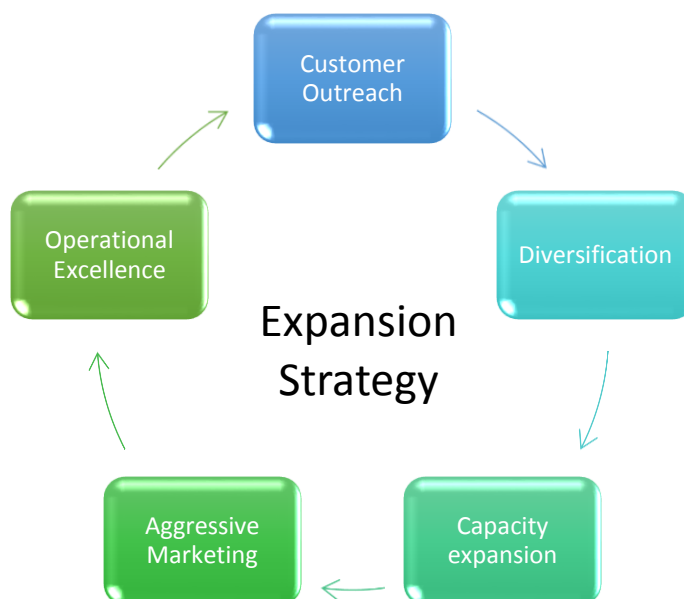 Customer
Outreach
Diversification
Capacity
expansion
Aggressive
Marketing
Operational
Excellence
Expansion
Strategy